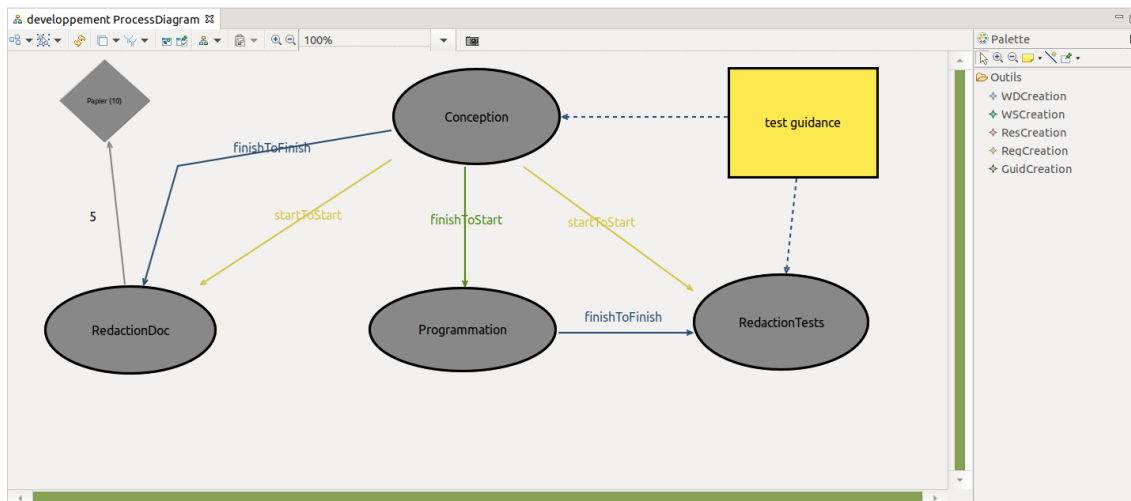 developpement ProcessDiagram
100%
Palette
Outils
WDCreation
WSCreation
ResCreation
ReqCreation
GuidCreation
Papier (10)
Conception
test guidance
finishToFinish
startToStart
finishToStart
startToStart
5
RedactionDoc
Programmation
finishToFinish
RedactionTests